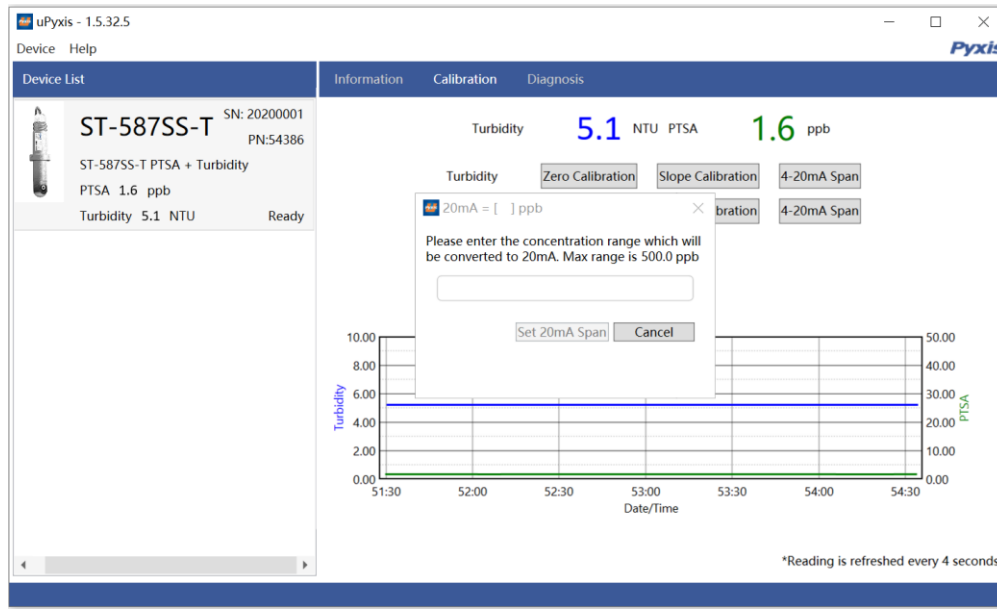 uPyxis - 1.5.32.5
Device Help
Pyxis
Device List
Information Calibration Diagnosis
ST-587SS-T SN: 20200001
PN:54386
ST-587SS-T PTSA + Turbidity
PTSA 1.6 ppb
Turbidity 5.1 NTU Ready
Turbidity 5.1 NTU PTSA 1.6 ppb
Turbidity Zero Calibration Slope Calibration 4-20mA Span
bration 4-20mA Span
20mA = [ ] ppb
Please enter the concentration range which will
be converted to 20mA. Max range is 500.0 ppb
Set 20mA Span Cancel
10.00 50.00
8.00 40.00
6.00 30.00
4.00 20.00
2.00 10.00
0.00 0.00
Turbidity
PTSA
51:30 52:00 52:30 53:00 53:30 54:00 54:30
Date/Time
*Reading is refreshed every 4 seconds